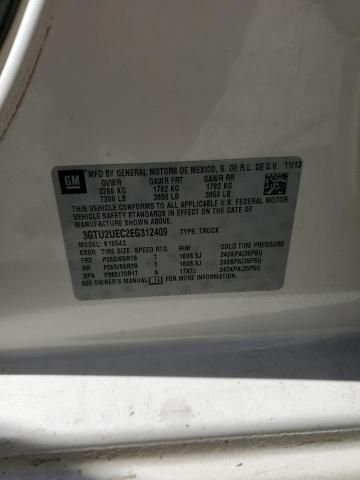 GM
MFD BY GENERAL MOTORS DE MEXICO, S. DE R.L. DE C.V. 11/13
GVWR GAWR FRT GAWR RR
3266 KG 1792 KG 1792 KG
7200 LB 3950 LB 3950 LB
THIS VEHICLE CONFORMS TO ALL APPLICABLE U.S. FEDERAL MOTOR
VEHICLE SAFETY STANDARDS IN EFFECT ON THE DATE OF
MANUFACTURE SHOWN ABOVE.
3GTU2UEC2EG312409 TYPE: TRUCK
MODEL: K15543
TIRE SIZE SPEED RTG RIM COLD TIRE PRESSURE
FRT P265/65R18 T 18X8.5J 240KPA(35PSI)
RR P265/65R18 T 18X8.5J 240KPA(35PSI)
SPA P265/70R17 S 17X7J 240KPA(35PSI)
SEE OWNER'S MANUAL FOR MORE INFORMATION.